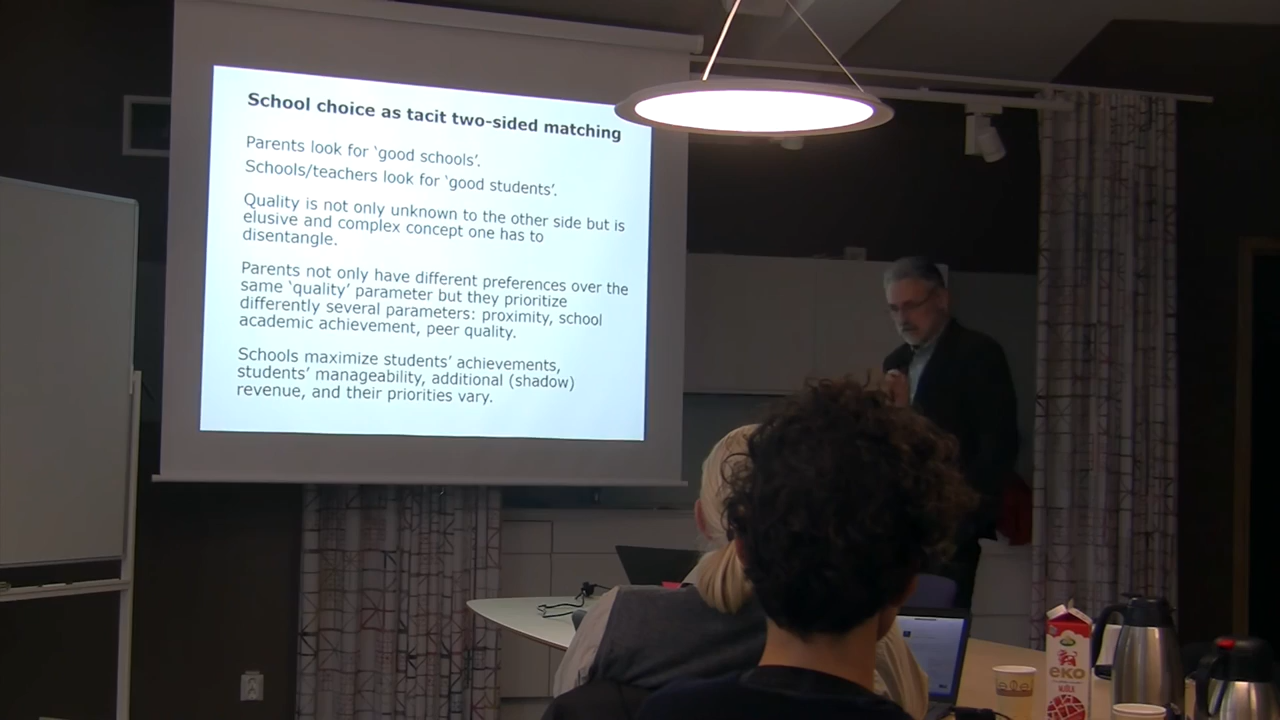 School choice as tacit two-sided matching
Parents look for ‘good schools’.
Schools/teachers look for ‘good students’.
Quality is not only unknown to the other side but is
elusive and complex concept one has to
disentangle.
Parents not only have different preferences over the
same ‘quality’ parameter but they prioritize
differently several parameters: proximity, school
academic achievement, peer quality.
Schools maximize students’ achievements,
students’ manageability, additional (shadow)
revenue, and their priorities vary.
eko
MJÖLK